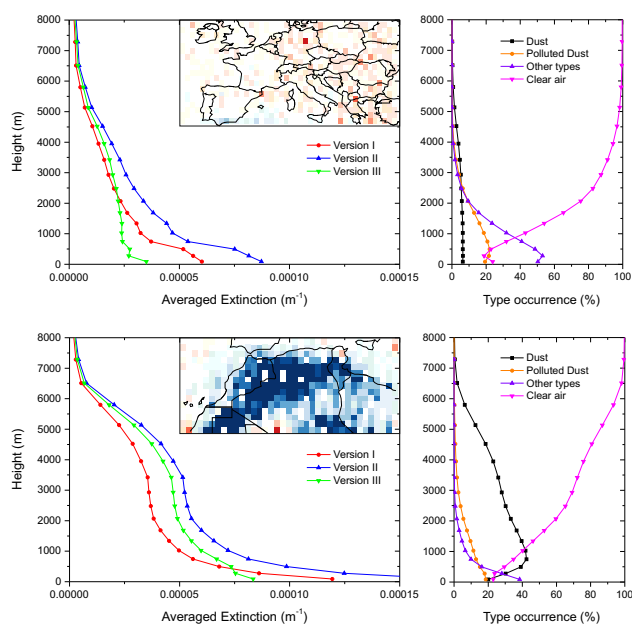 8000
7000
6000
5000
4000
3000
2000
1000
0
Height (m)
Version I
Version II
Version III
0.00000
0.00005
0.00010
0.00015
Averaged Extinction (m⁻¹)
Dust
Polluted Dust
Other types
Clear air
8000
7000
6000
5000
4000
3000
2000
1000
0
0 20 40 60 80 100
Type occurrence (%)
8000
7000
6000
5000
4000
3000
2000
1000
0
Height (m)
Version I
Version II
Version III
0.00000
0.00005
0.00010
0.00015
Averaged Extinction (m⁻¹)
Dust
Polluted Dust
Other types
Clear air
8000
7000
6000
5000
4000
3000
2000
1000
0
0 20 40 60 80 100
Type occurrence (%)